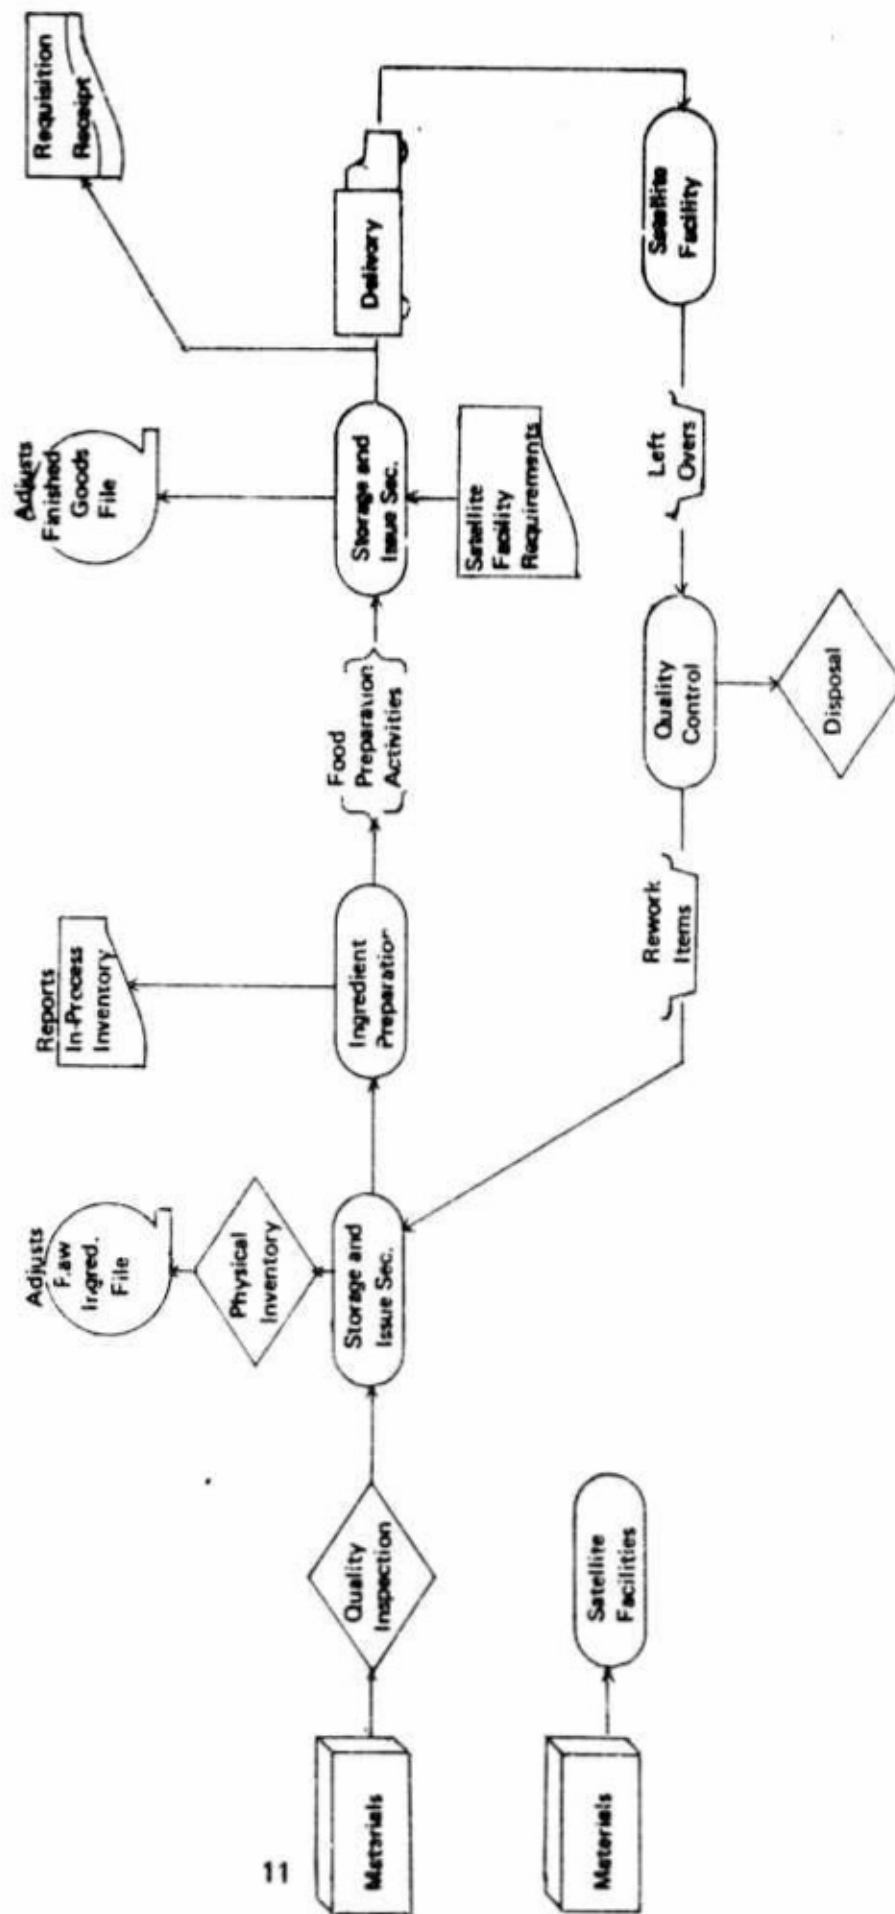 Materials
Quality
Inspection
Storage and
Issue Sec.
Physical
Inventory
Adjusts
Raw
Ingred.
File
Ingredient
Preparation
Reports
In-Process
Inventory
Food
Preparation
Activities
Storage and
Issue Sec.
Adjusts
Finished
Goods
File
Satellite
Facility
Requirements
Delivery
Requisition
Receipt
Satellite
Facility
Left
Overs
Quality
Control
Disposal
Rework
Items
Materials
Satellite
Facilities
11